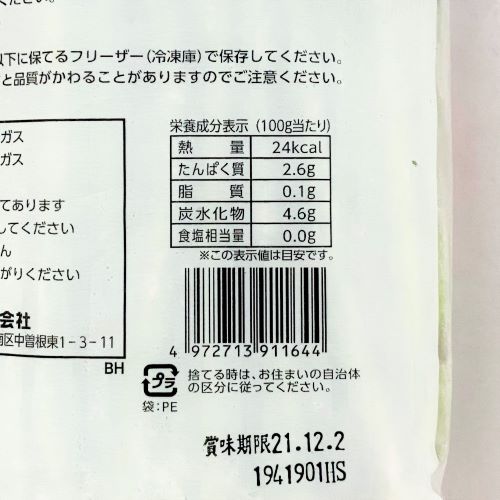 ください。
以下に保てるフリーザー(冷凍庫)で保存してください。
と品質がかわることがありますのでご注意ください。
栄養成分表示 (100g当たり)
熱量 24kcal
たんぱく質 2.6g
脂質 0.1g
炭水化物 4.6g
食塩相当量 0.0g
※この表示値は目安です。
ガス
ガス
てあります
してください
ん
がりください
会社
区中曽根東1-3-11
BH
4 972713 911644
プラ
袋:PE
捨てる時は、お住まいの自治体
の区分に従ってください。
賞味期限21.12.2
1941901HS